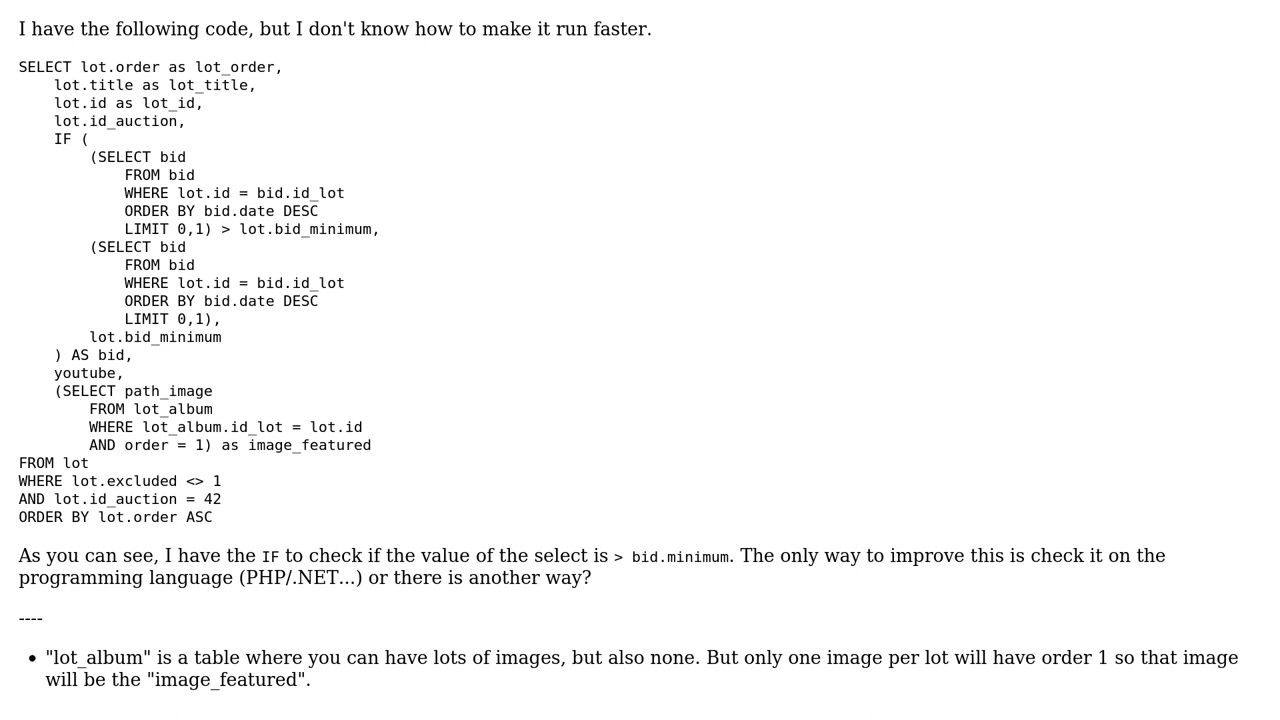 I have the following code, but I don't know how to make it run faster.
SELECT lot.order as lot_order,
    lot.title as lot_title,
    lot.id as lot_id,
    lot.id_auction,
    IF (
        (SELECT bid
            FROM bid
            WHERE lot.id = bid.id_lot
            ORDER BY bid.date DESC
            LIMIT 0,1) > lot.bid_minimum,
        (SELECT bid
            FROM bid
            WHERE lot.id = bid.id_lot
            ORDER BY bid.date DESC
            LIMIT 0,1),
        lot.bid_minimum
    ) AS bid,
    youtube,
    (SELECT path_image
        FROM lot_album
        WHERE lot_album.id_lot = lot.id
        AND order = 1) as image_featured
FROM lot
WHERE lot.excluded <> 1
AND lot.id_auction = 42
ORDER BY lot.order ASC
As you can see, I have the IF to check if the value of the select is > bid.minimum. The only way to improve this is check it on the
programming language (PHP/.NET...) or there is another way?
----
• "lot_album" is a table where you can have lots of images, but also none. But only one image per lot will have order 1 so that image
will be the "image_featured".